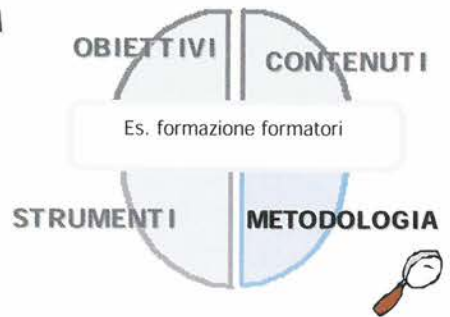 OBIETTIVI
CONTENUTI
Es. formazione formatori
STRUMENTI
METODOLOGIA